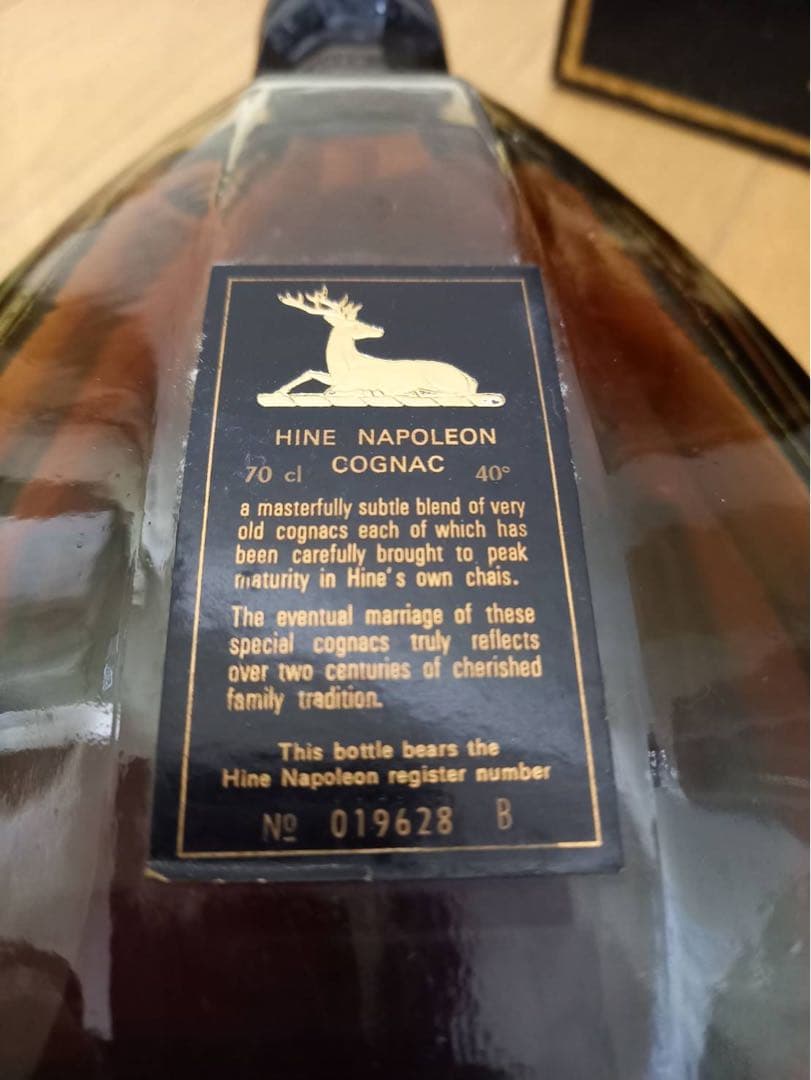 HINE NAPOLEON
COGNAC
70 cl 40°
a masterfully subtle blend of very
old cognacs each of which has
been carefully brought to peak
maturity in Hine's own chais.
The eventual marriage of these
special cognacs truly reflects
over two centuries of cherished
family tradition.
This bottle bears the
Hine Napoleon register number
Nº 019628 B